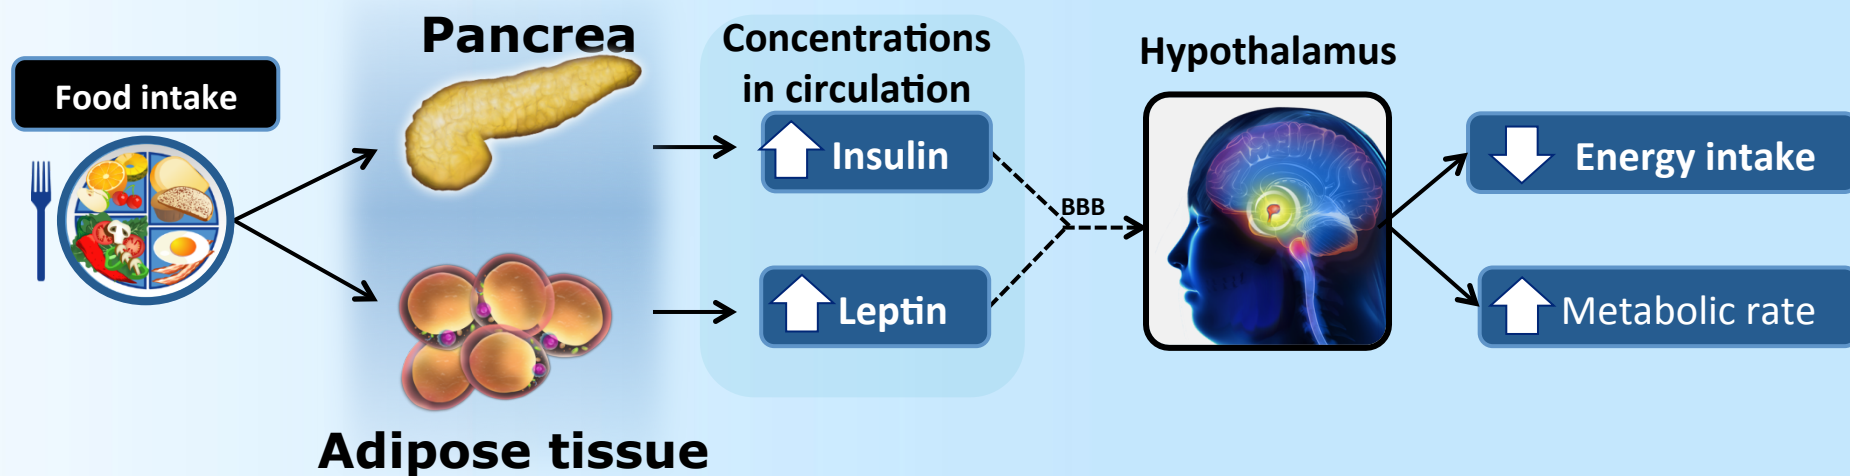 Food intake
Pancrea
Adipose tissue
Concentrations
in circulation
Insulin
Leptin
BBB
Hypothalamus
Energy intake
Metabolic rate